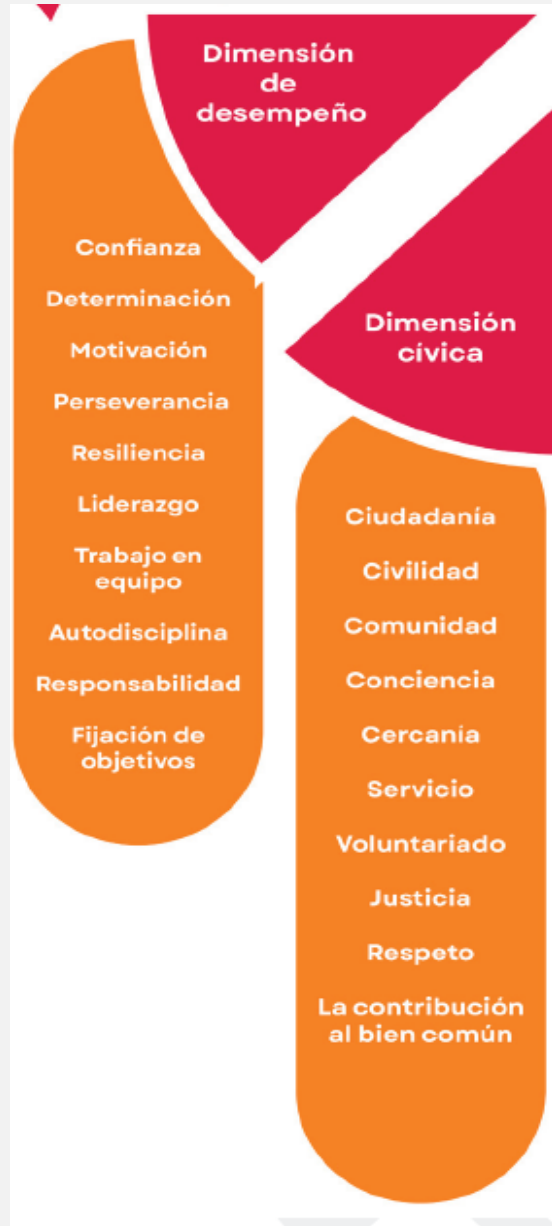 Dimensión
de
desempeño
Confianza
Determinación
Motivación
Perseverancia
Resiliencia
Liderazgo
Trabajo en
equipo
Autodisciplina
Responsabilidad
Fijación de
objetivos
Dimensión
cívica
Ciudadanía
Civilidad
Comunidad
Conciencia
Cercanía
Servicio
Voluntariado
Justicia
Respeto
La contribución
al bien común